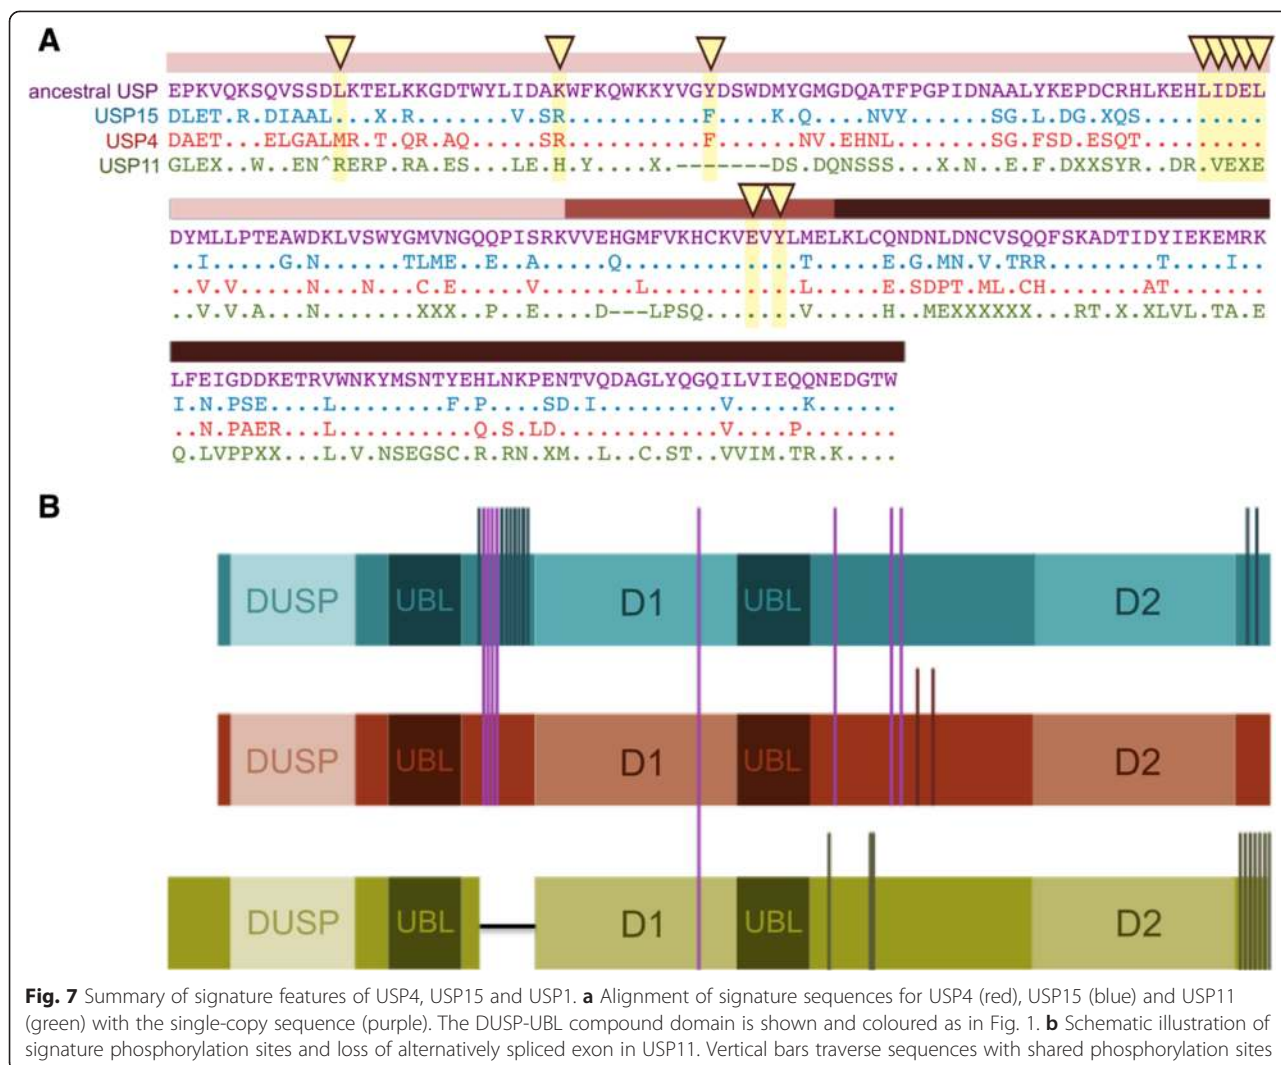 A
ancestral USP EPKVQKSQVSSDLKTELKKGDTWYLIDAKWFKQWKKYVGYDSWDMYGMGDQATFPGPIDNAALYKEPDCRHLKEHLIDEL
USP15 DLET.R.DIAAL...X.R.......V.SR..........F....K.Q....NVY.......SG.L.DG.XQS.........
USP4 DAET...ELGALMR.T.QR.AQ.....SR..........F.......NV.EHNL.......SG.FSD.ESQT.........
USP11 GLEX..W..EN^RERP.RA.ES...LE.H.Y....X.-------DS.DQNSSS...X.N..E.F.DXXSYR..DR.VEXE
DYMLLPTEAWDKLVSWYGMVNGQQPISRKVVEHGMFVKHCKVEVYLMELKLCQNDNLDNCVSQQFSKADTIDYIEKEMRK
..I.....G.N......TLME..E..A.....Q.............T.....E.G.MN.V.TRR.........T....I..
..V.V.....N...N...C.E.....V.......L...........L.....E.SDPT.ML.CH.......AT.......
..V.V.A...N.......XXX..P..E....D---LPSQ.......V.....H..MEXXXXXX...RT.X.XLVL.TA.E
LFEIGDDKETRVWNKYMSNTYEHLNKPENTVQDAGLYQGQILVIEQQNEDGTW
I.N.PSE....L........F.P....SD.I.........V.....K......
..N.PAER...L..........Q.S.LD............V....P.......
Q.LVPPXX...L.V.NSEGSC.R.RN.XM..L..C.ST..VVIM.TR.K....
B
DUSP UBL D1 UBL D2
DUSP UBL D1 UBL D2
DUSP UBL D1 UBL D2
Fig. 7 Summary of signature features of USP4, USP15 and USP1. a Alignment of signature sequences for USP4 (red), USP15 (blue) and USP11
(green) with the single-copy sequence (purple). The DUSP-UBL compound domain is shown and coloured as in Fig. 1. b Schematic illustration of
signature phosphorylation sites and loss of alternatively spliced exon in USP11. Vertical bars traverse sequences with shared phosphorylation sites